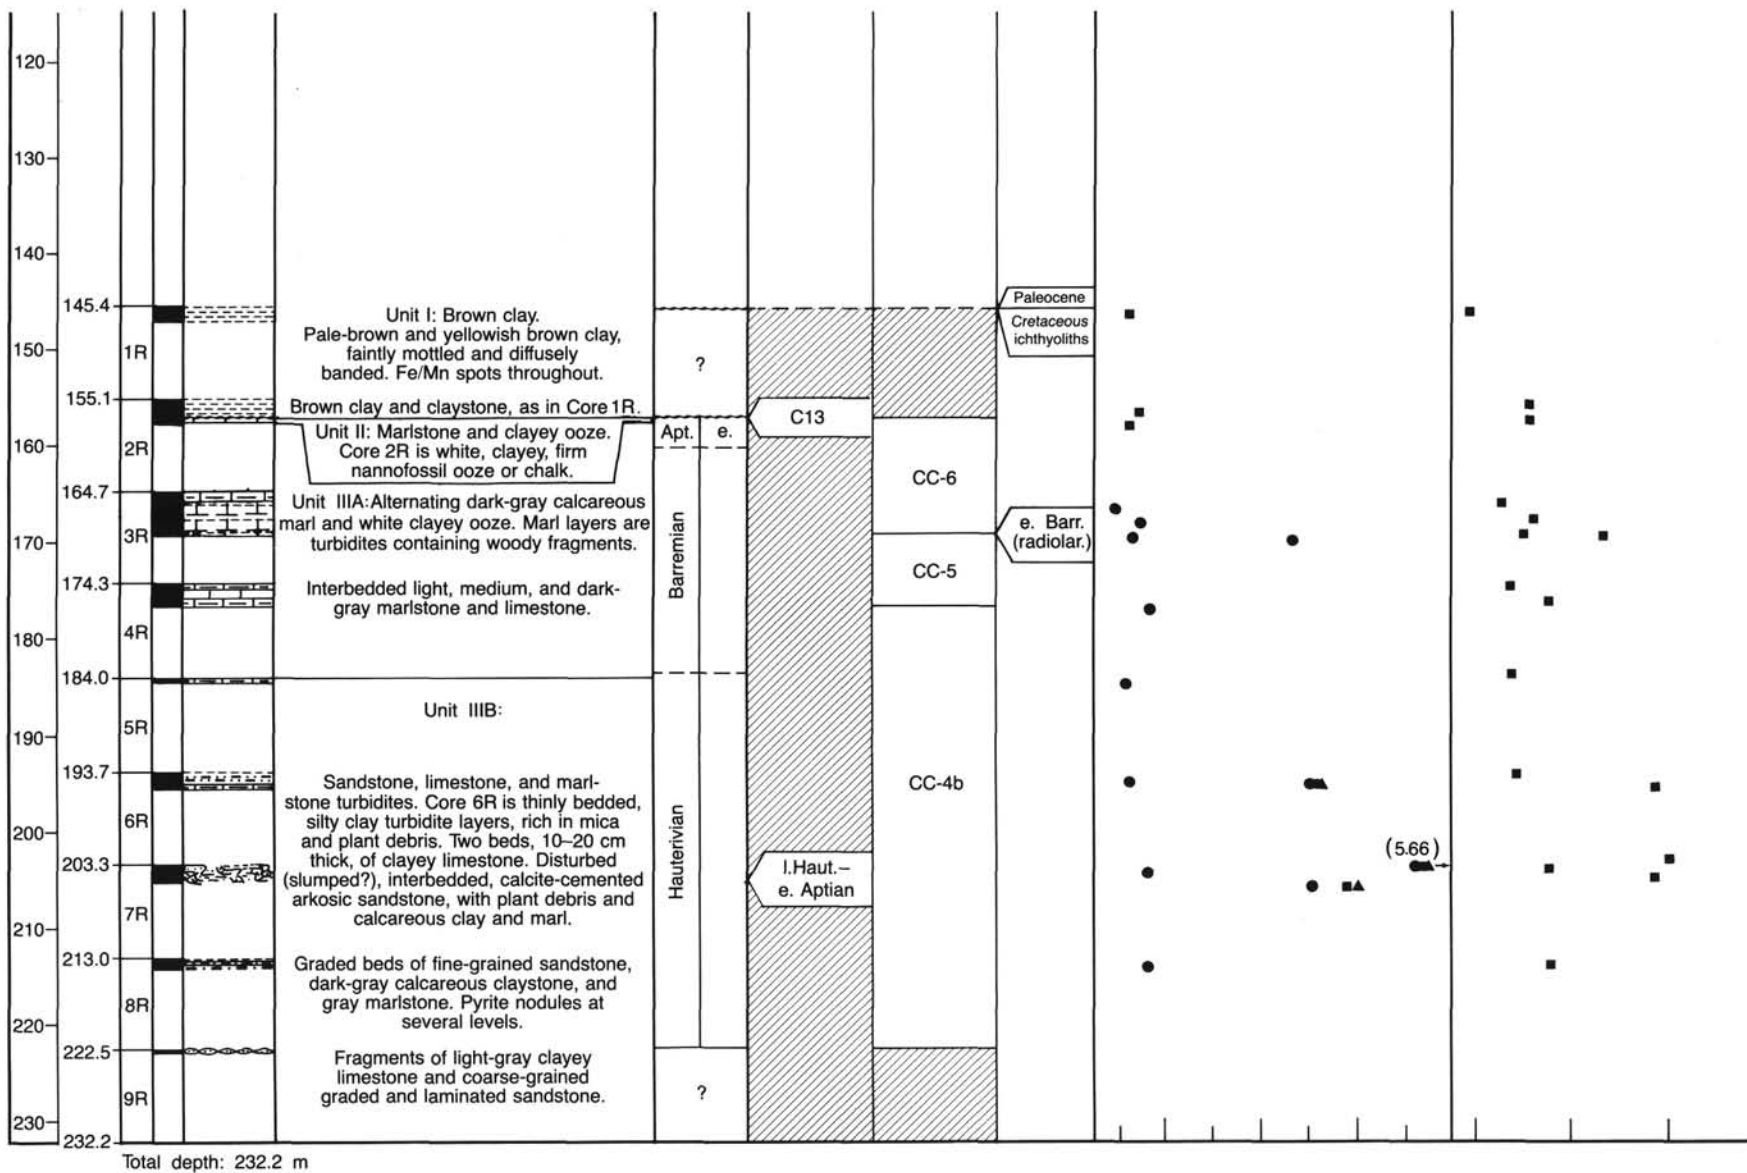 120
130
140
150
160
170
180
190
200
210
220
230
145.4
155.1
164.7
174.3
184.0
193.7
203.3
213.0
222.5
232.2
1R
2R
3R
4R
5R
6R
7R
8R
9R
Unit I: Brown clay.
Pale-brown and yellowish brown clay,
faintly mottled and diffusely
banded. Fe/Mn spots throughout.
Brown clay and claystone, as in Core 1R.
Unit II: Marlstone and clayey ooze.
Core 2R is white, clayey, firm
nannofossil ooze or chalk.
Unit IIIA: Alternating dark-gray calcareous
marl and white clayey ooze. Marl layers are
turbidites containing woody fragments.
Interbedded light, medium, and dark-
gray marlstone and limestone.
Unit IIIB:
Sandstone, limestone, and marl-
stone turbidites. Core 6R is thinly bedded,
silty clay turbidite layers, rich in mica
and plant debris. Two beds, 10–20 cm
thick, of clayey limestone. Disturbed
(slumped?), interbedded, calcite-cemented
arkosic sandstone, with plant debris and
calcareous clay and marl.
Graded beds of fine-grained sandstone,
dark-gray calcareous claystone, and
gray marlstone. Pyrite nodules at
several levels.
Fragments of light-gray clayey
limestone and coarse-grained
graded and laminated sandstone.
?
Apt.
e.
Barremian
Hauterivian
?
C13
l.Haut.–
e. Aptian
CC-6
CC-5
CC-4b
Paleocene
Cretaceous
ichthyoliths
e. Barr.
(radiolar.)
(5.66)
Total depth: 232.2 m